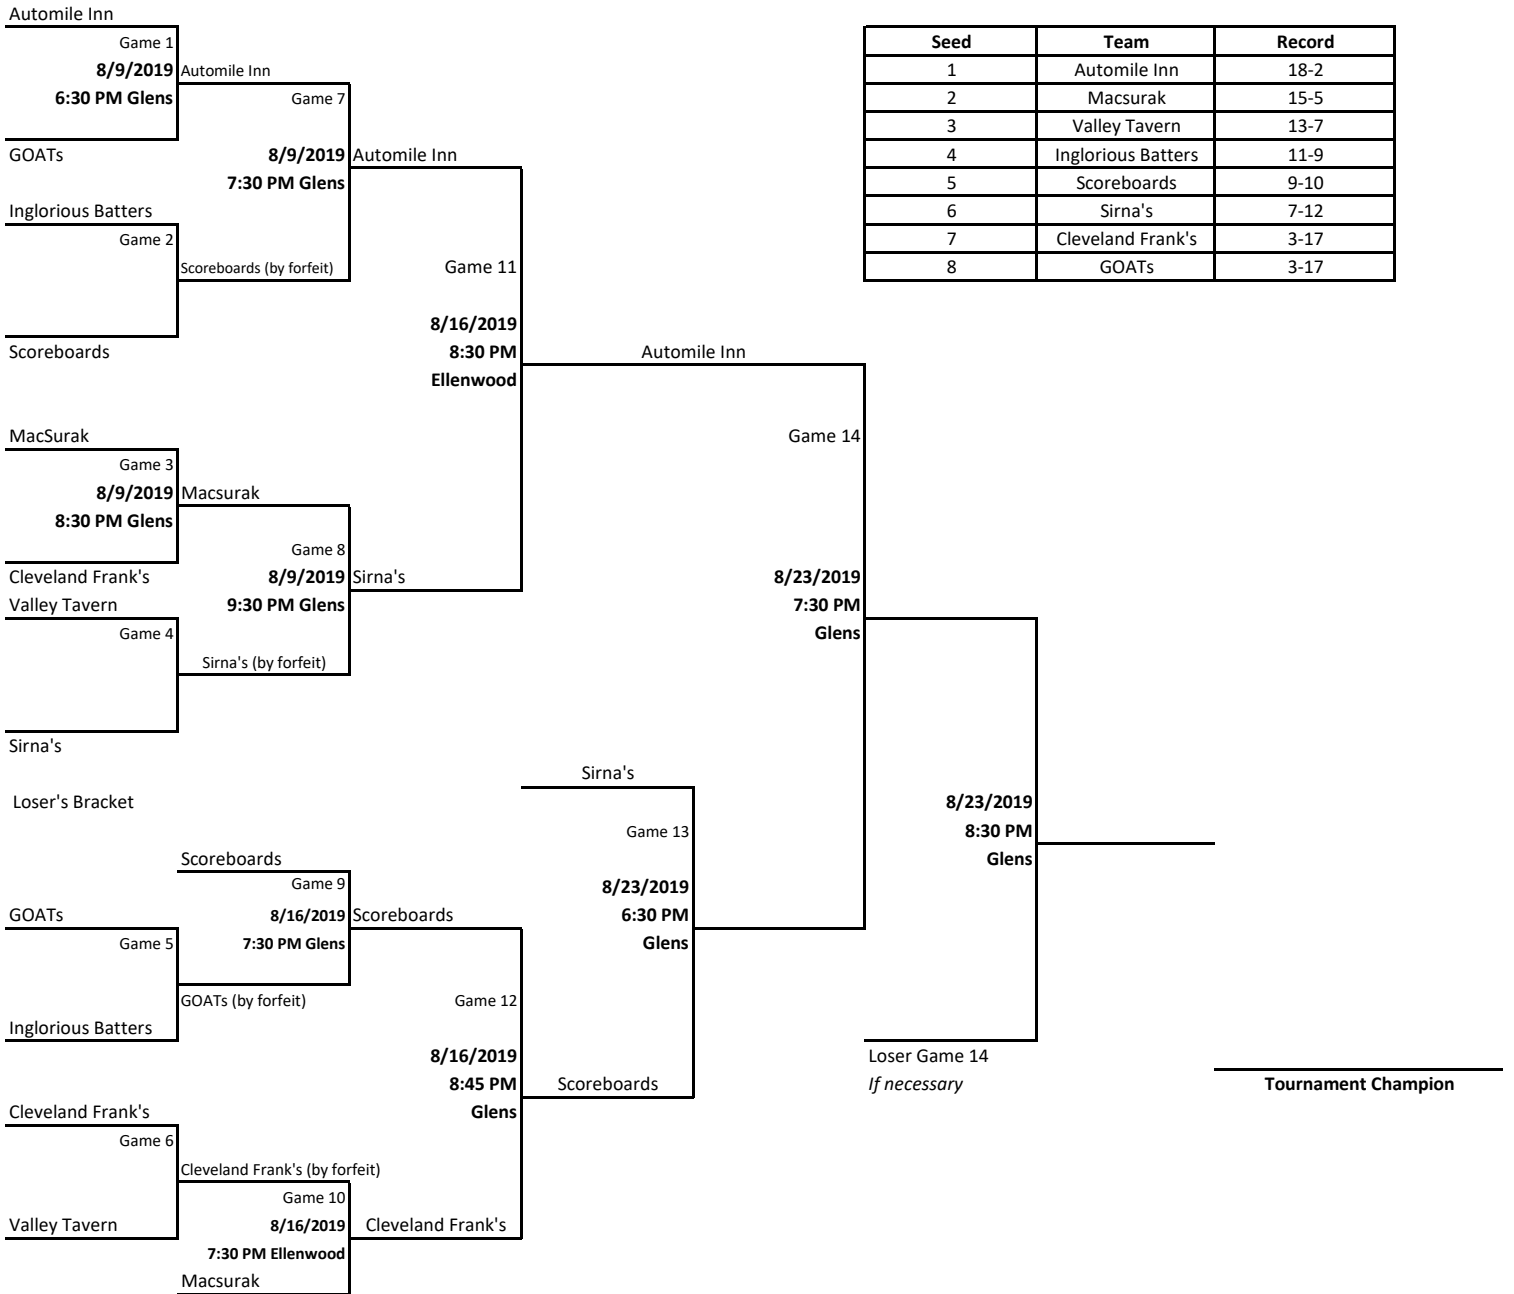 Automile Inn
Game 1
8/9/2019 Automile Inn
6:30 PM Glens
Game 7
GOATs
8/9/2019 Automile Inn
7:30 PM Glens
Inglorious Batters
Game 2
Scoreboards (by forfeit)
Game 11
8/16/2019
Scoreboards
8:30 PM
Automile Inn
Ellenwood
MacSurak
Game 14
Game 3
8/9/2019 Macsurak
8:30 PM Glens
Game 8
Cleveland Frank's
8/9/2019 Sirna's
8/23/2019
Valley Tavern
9:30 PM Glens
7:30 PM
Game 4
Glens
Sirna's (by forfeit)
Sirna's
Seed Team Record
1 Automile Inn 18-2
2 Macsurak 15-5
3 Valley Tavern 13-7
4 Inglorious Batters 11-9
5 Scoreboards 9-10
6 Sirna's 7-12
7 Cleveland Frank's 3-17
8 GOATs 3-17
Sirna's
Loser's Bracket
8/23/2019
Game 13
8:30 PM
Scoreboards
Glens
Game 9
8/23/2019
GOATs
8/16/2019 Scoreboards
6:30 PM
Game 5
7:30 PM Glens
Glens
GOATs (by forfeit)
Game 12
Inglorious Batters
8/16/2019
Loser Game 14
8:45 PM
Scoreboards
If necessary
Tournament Champion
Cleveland Frank's
Glens
Game 6
Cleveland Frank's (by forfeit)
Game 10
Valley Tavern
8/16/2019
Cleveland Frank's
7:30 PM Ellenwood
Macsurak